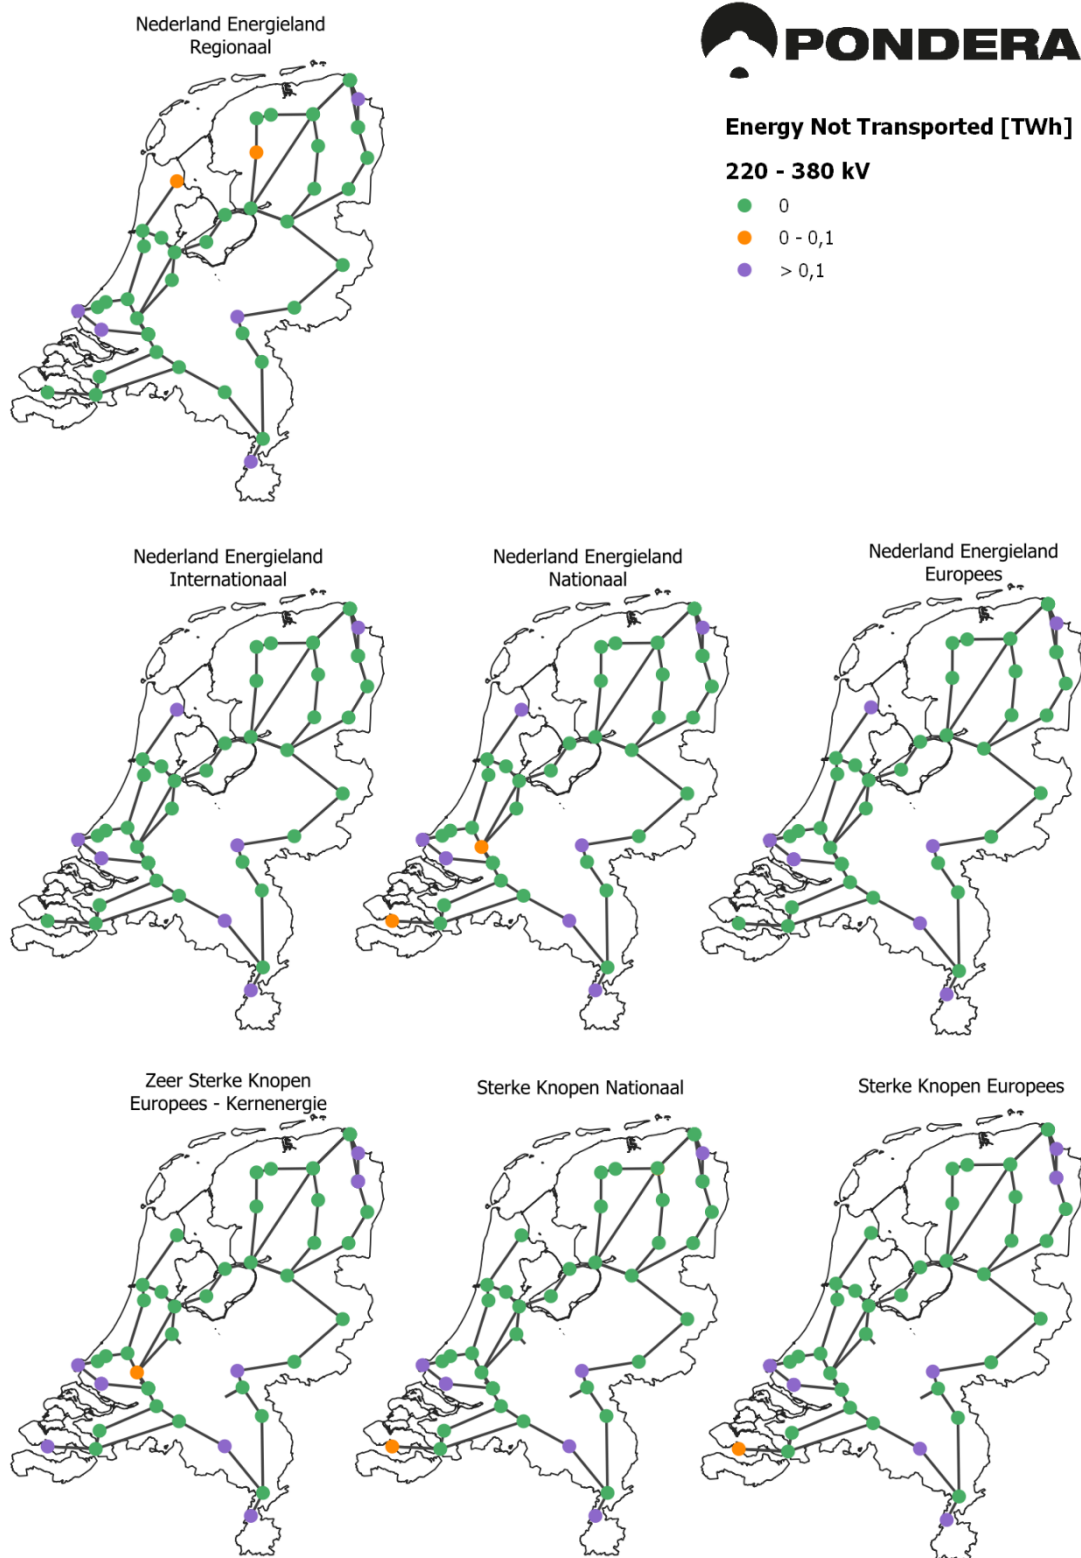 Nederland Energieland
Regionaal
PONDERA
Energy Not Transported [TWh]
220 - 380 kV
0
0 - 0,1
> 0,1
Nederland Energieland
Internationaal
Nederland Energieland
Nationaal
Nederland Energieland
Europees
Zeer Sterke Knopen
Europees - Kernenergie
Sterke Knopen Nationaal
Sterke Knopen Europees